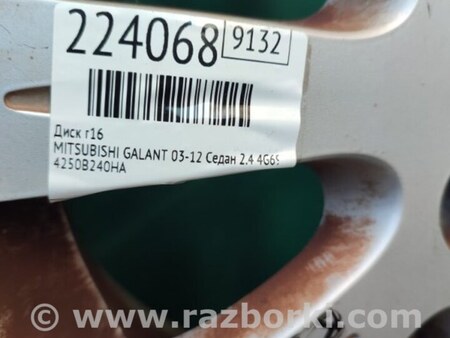 224068 9132
Диск r16
MITSUBISHI GALANT 03-12 Седан 2.4 4G69
4250B240HA
© www.razborki.com